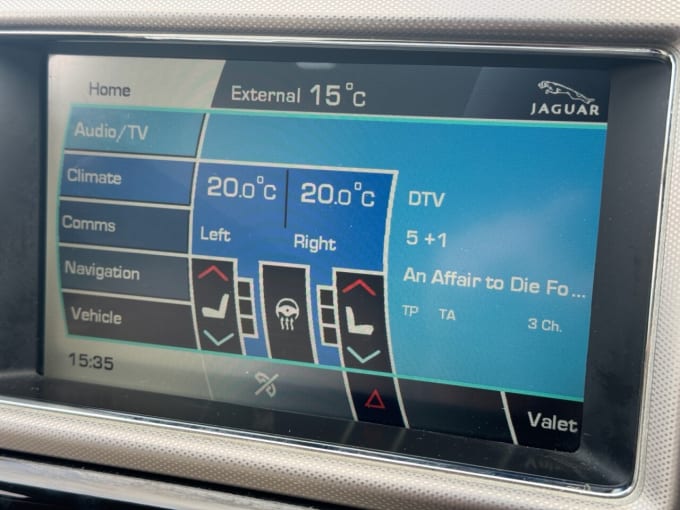 Home
External 15°C
JAGUAR
Audio/TV
Climate
Comms
Navigation
Vehicle
15:35
20.0°C 20.0°C
Left Right
DTV
5 +1
An Affair to Die Fo...
TP TA 3 Ch.
Valet